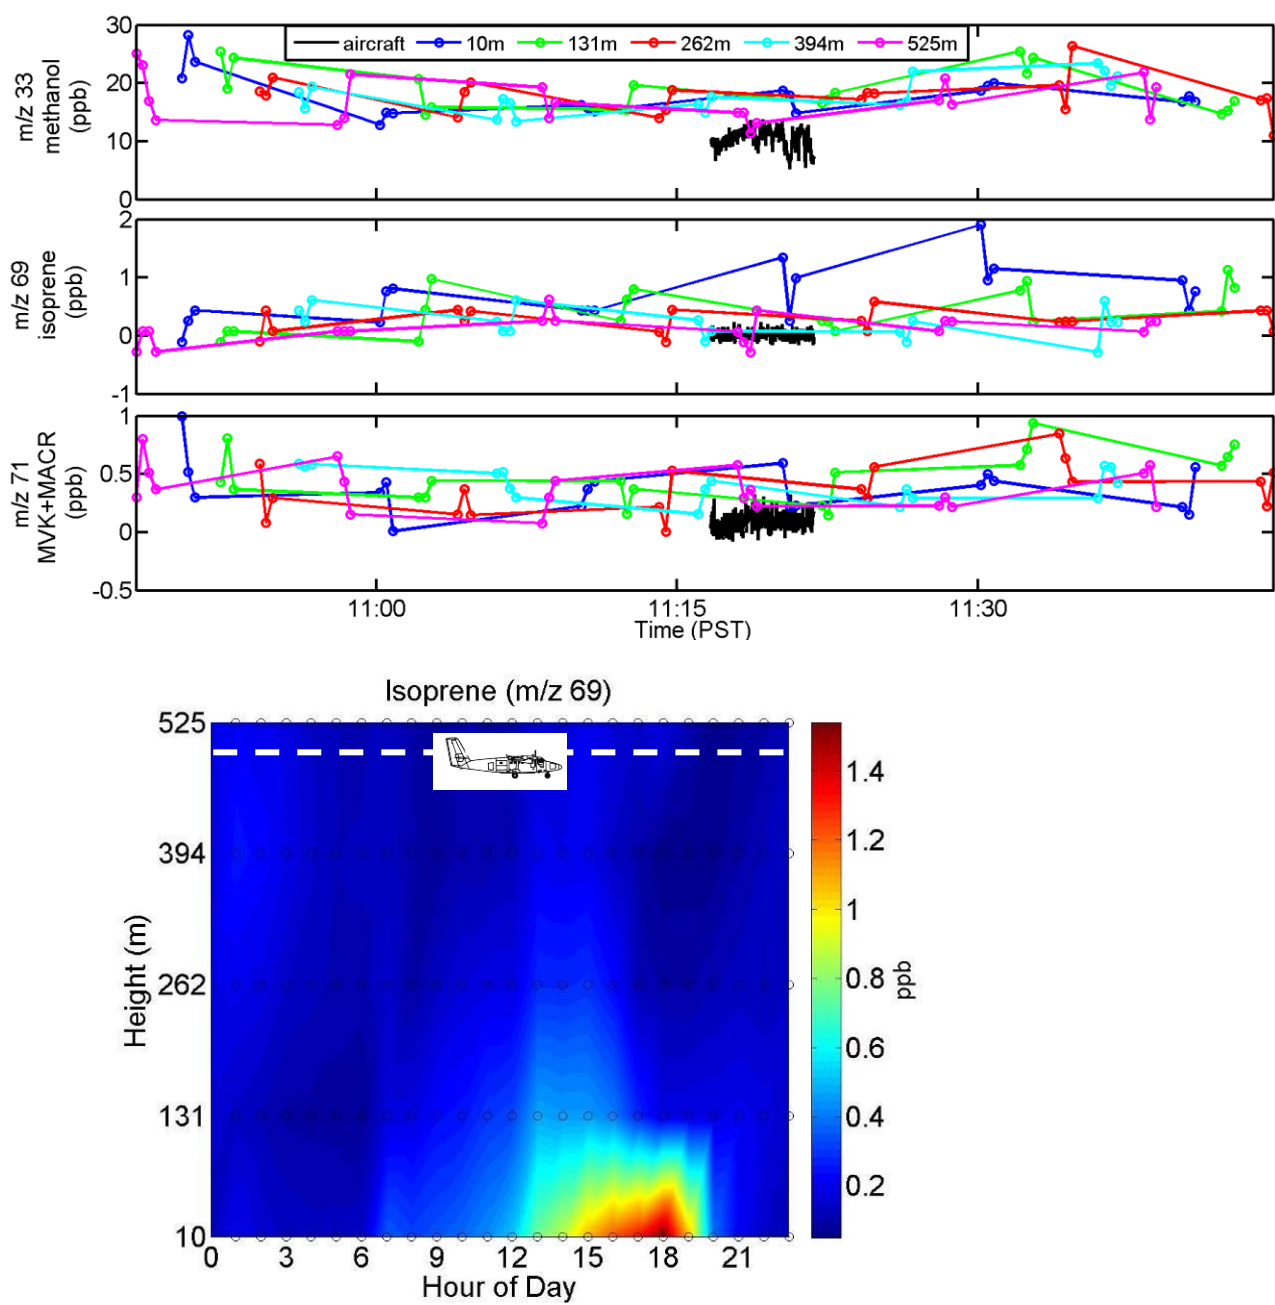 m/z 33
methanol
(ppb)
30
20
10
0
aircraft 10m 131m 262m 394m 525m
m/z 69
isoprene
(ppb)
2
1
0
-1
m/z 71
MVK+MACR
(ppb)
1
0.5
0
-0.5
11:00 11:15 11:30
Time (PST)
Isoprene (m/z 69)
Height (m)
525
394
262
131
10
0 3 6 9 12 15 18 21
Hour of Day
1.4
1.2
1
0.8
0.6
0.4
0.2
ppb